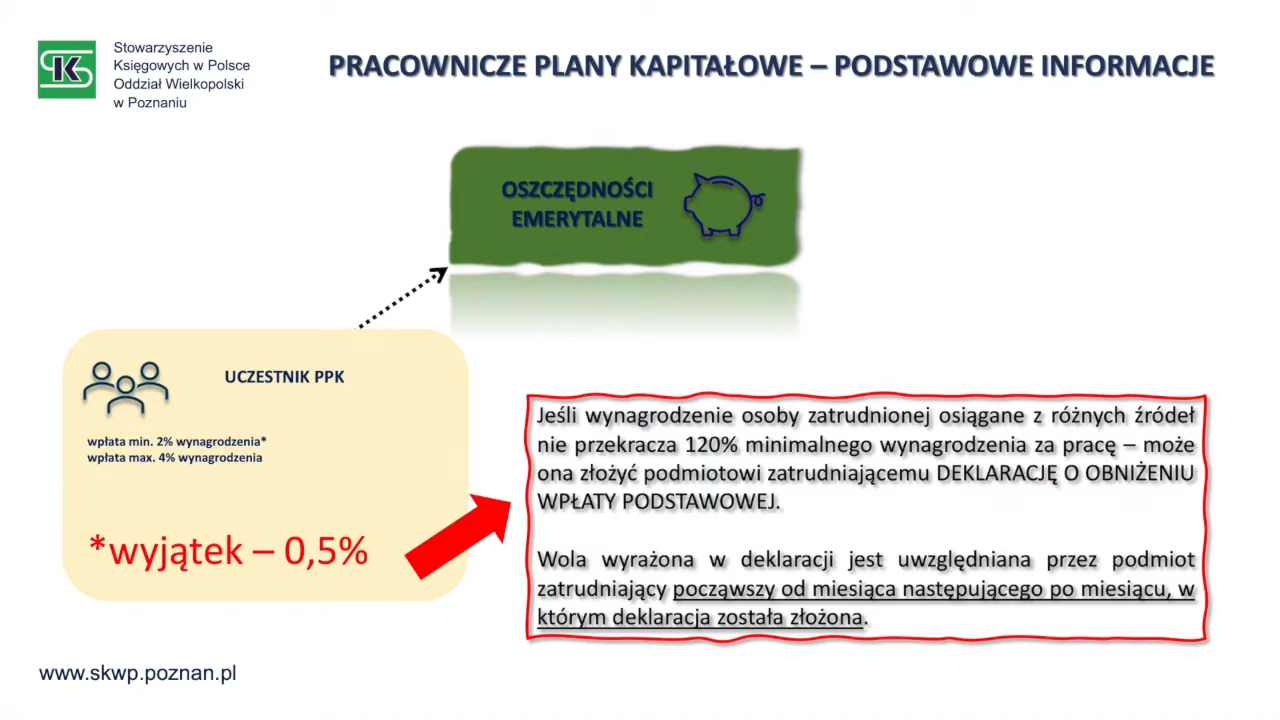 Stowarzyszenie
Księgowych w Polsce
Oddział Wielkopolski
w Poznaniu
PRACOWNICZE PLANY KAPITAŁOWE – PODSTAWOWE INFORMACJE
OSZCZĘDNOŚCI
EMERYTALNE
UCZESTNIK PPK
wpłata min. 2% wynagrodzenia*
wpłata max. 4% wynagrodzenia
*wyjątek – 0,5%
Jeśli wynagrodzenie osoby zatrudnionej osiągane z różnych źródeł
nie przekracza 120% minimalnego wynagrodzenia za pracę – może
ona złożyć podmiotowi zatrudniającemu DEKLARACJĘ O OBNIŻENIU
WPŁATY PODSTAWOWEJ.
Wola wyrażona w deklaracji jest uwzględniana przez podmiot
zatrudniający począwszy od miesiąca następującego po miesiącu, w
którym deklaracja została złożona.
www.skwp.poznan.pl